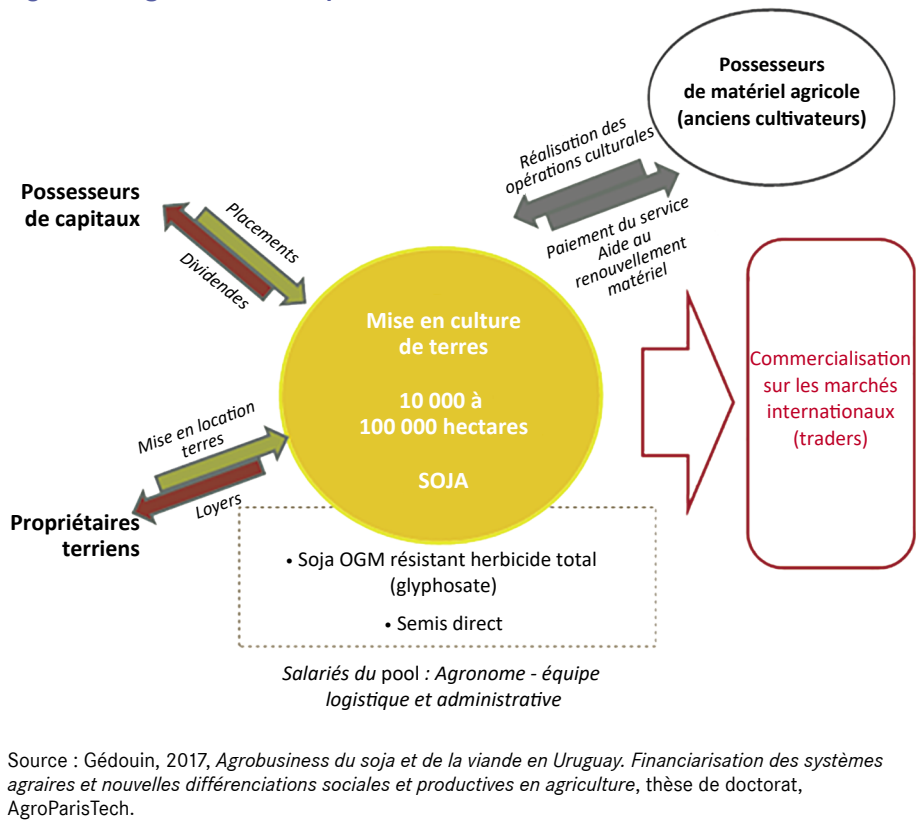 Possesseurs
de matériel agricole
(anciens cultivateurs)
Réalisation des
opérations culturales
Paiement du service
Aide au
renouvellement
matériel
Possesseurs
de capitaux
Placements
Dividendes
Mise en culture
de terres
10 000 à
100 000 hectares
SOJA
Commercialisation
sur les marchés
internationaux
(traders)
Mise en location
terres
Loyers
Propriétaires
terriens
• Soja OGM résistant herbicide total
(glyphosate)
• Semis direct
Salariés du pool : Agronome - équipe
logistique et administrative
Source : Gédouin, 2017, Agrobusiness du soja et de la viande en Uruguay. Financiarisation des systèmes
agraires et nouvelles différenciations sociales et productives en agriculture, thèse de doctorat,
AgroParisTech.